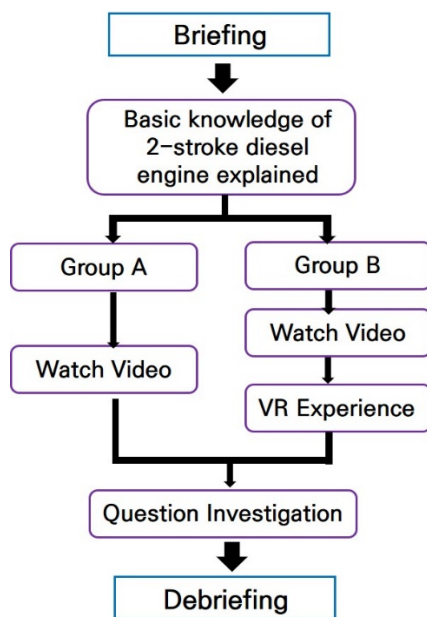 Briefing
Basic knowledge of
2-stroke diesel
engine explained
Group A
Group B
Watch Video
Watch Video
VR Experience
Question Investigation
Debriefing